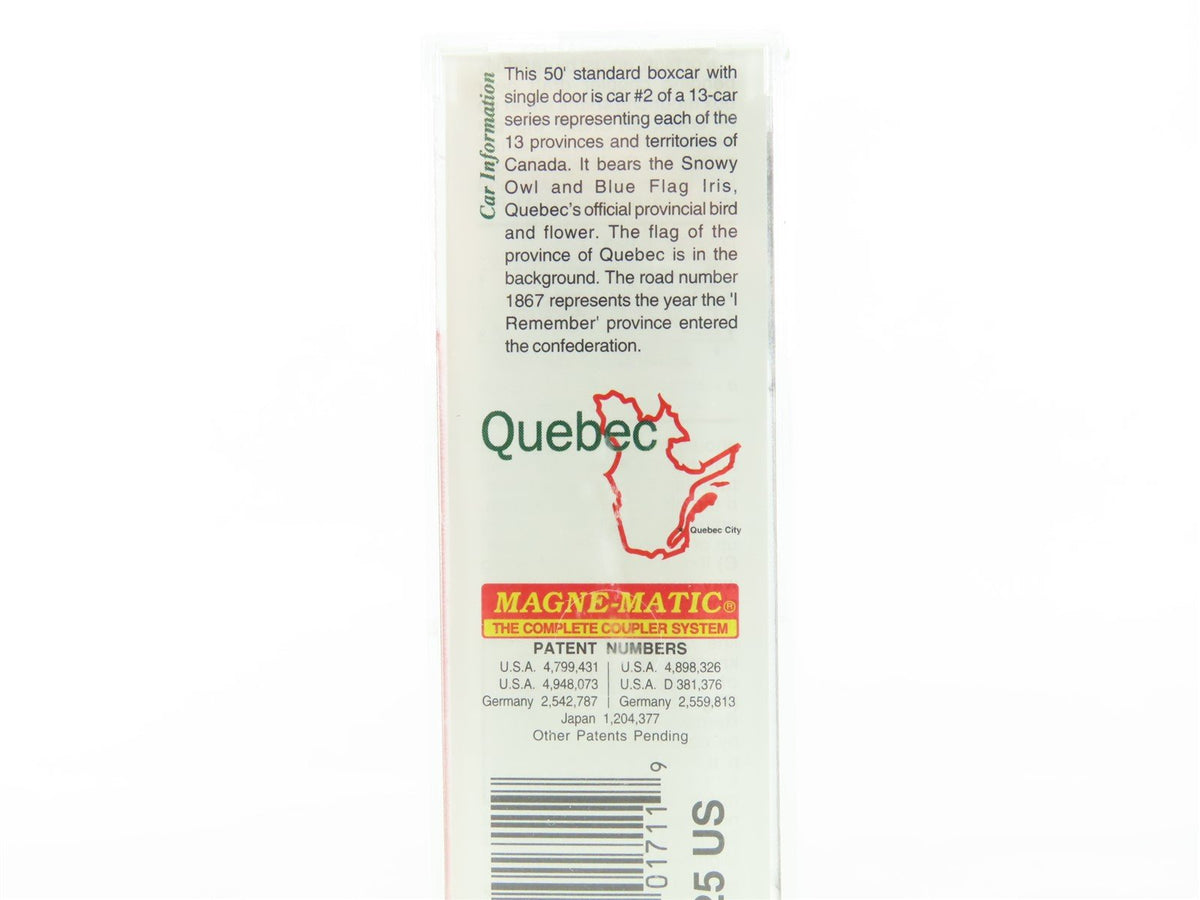 Car Information
This 50' standard boxcar with
single door is car #2 of a 13-car
series representing each of the
13 provinces and territories of
Canada. It bears the Snowy
Owl and Blue Flag Iris,
Quebec's official provincial bird
and flower. The flag of the
province of Quebec is in the
background. The road number
1867 represents the year the 'I
Remember' province entered
the confederation.
Quebec
Quebec City
MAGNE-MATIC®
THE COMPLETE COUPLER SYSTEM
PATENT NUMBERS
U.S.A. 4,799,431 | U.S.A. 4,898,326
U.S.A. 4,948,073 | U.S.A. D 381,376
Germany 2,542,787 | Germany 2,559,813
Japan 1,204,377
Other Patents Pending
01711 9
25 US